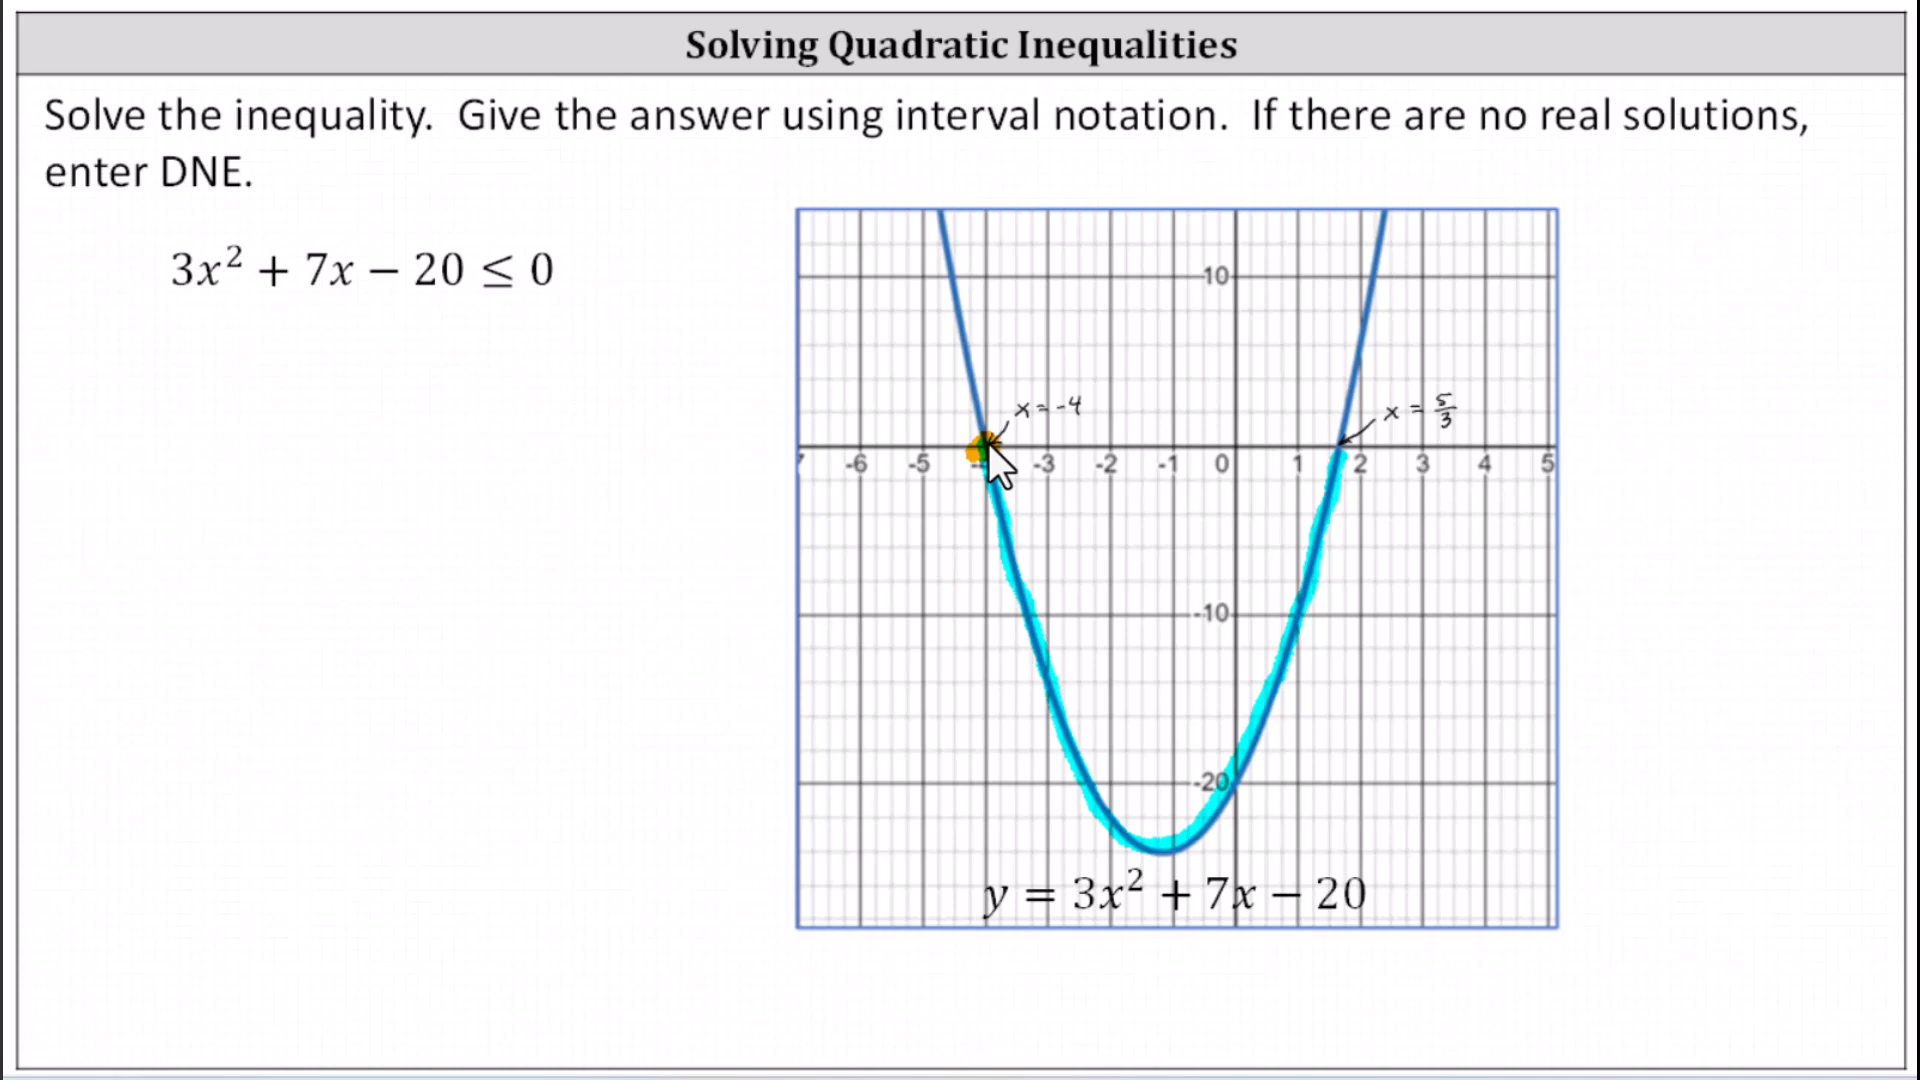 Solving Quadratic Inequalities
Solve the inequality. Give the answer using interval notation. If there are no real solutions,
enter DNE.
3x² + 7x − 20 ≤ 0
10
x = -4
x = 5/3
-6 -5 -3 -2 -1 0 1 2 3 4 5
-10
-20
y = 3x² + 7x − 20